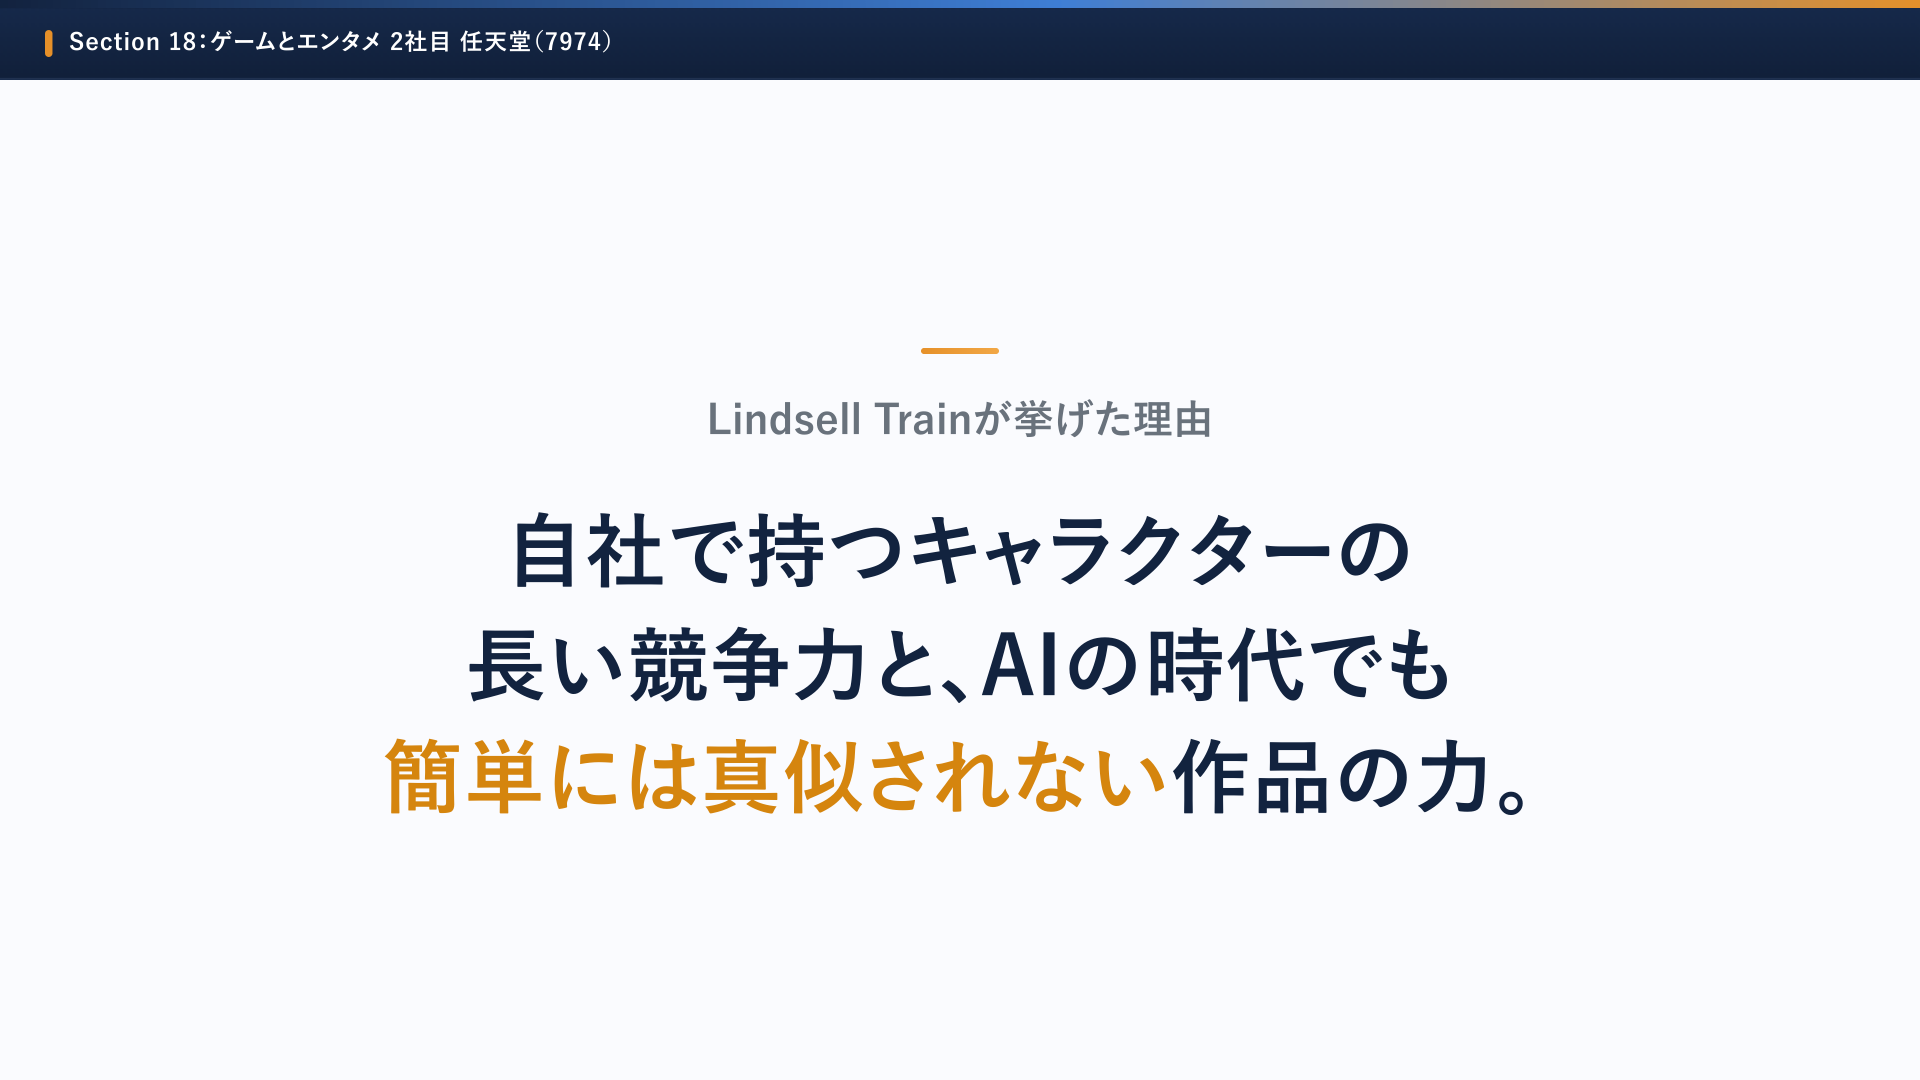 Section 18：ゲームとエンタメ 2社目 任天堂（7974）
Lindsell Trainが挙げた理由
自社で持つキャラクターの
長い競争力と、AIの時代でも
簡単には真似されない作品の力。